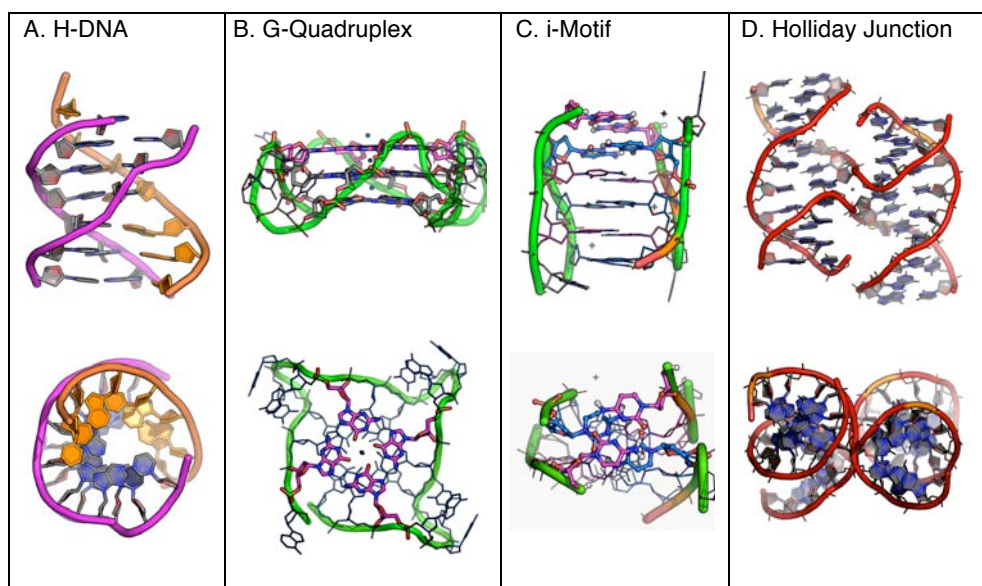 A. H-DNA
B. G-Quadruplex
C. i-Motif
D. Holliday Junction